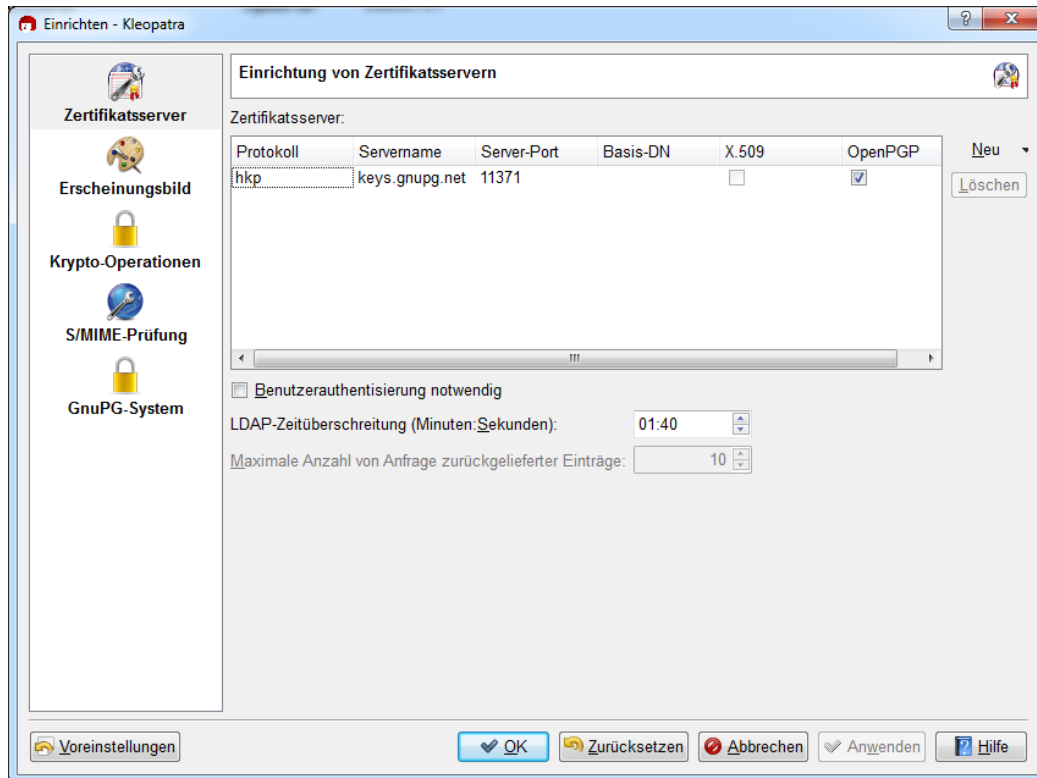 Einrichten - Kleopatra
Zertifikatsserver
Erscheinungsbild
Krypto-Operationen
S/MIME-Prüfung
GnuPG-System
Einrichtung von Zertifikatsservern
Zertifikatsserver:
Protokoll Servername Server-Port Basis-DN X.509 OpenPGP
hkp keys.gnupg.net 11371
Neu
Löschen
Benutzerauthentisierung notwendig
LDAP-Zeitüberschreitung (Minuten:Sekunden): 01:40
Maximale Anzahl von Anfrage zurückgelieferter Einträge: 10
Voreinstellungen OK Zurücksetzen Abbrechen Anwenden Hilfe